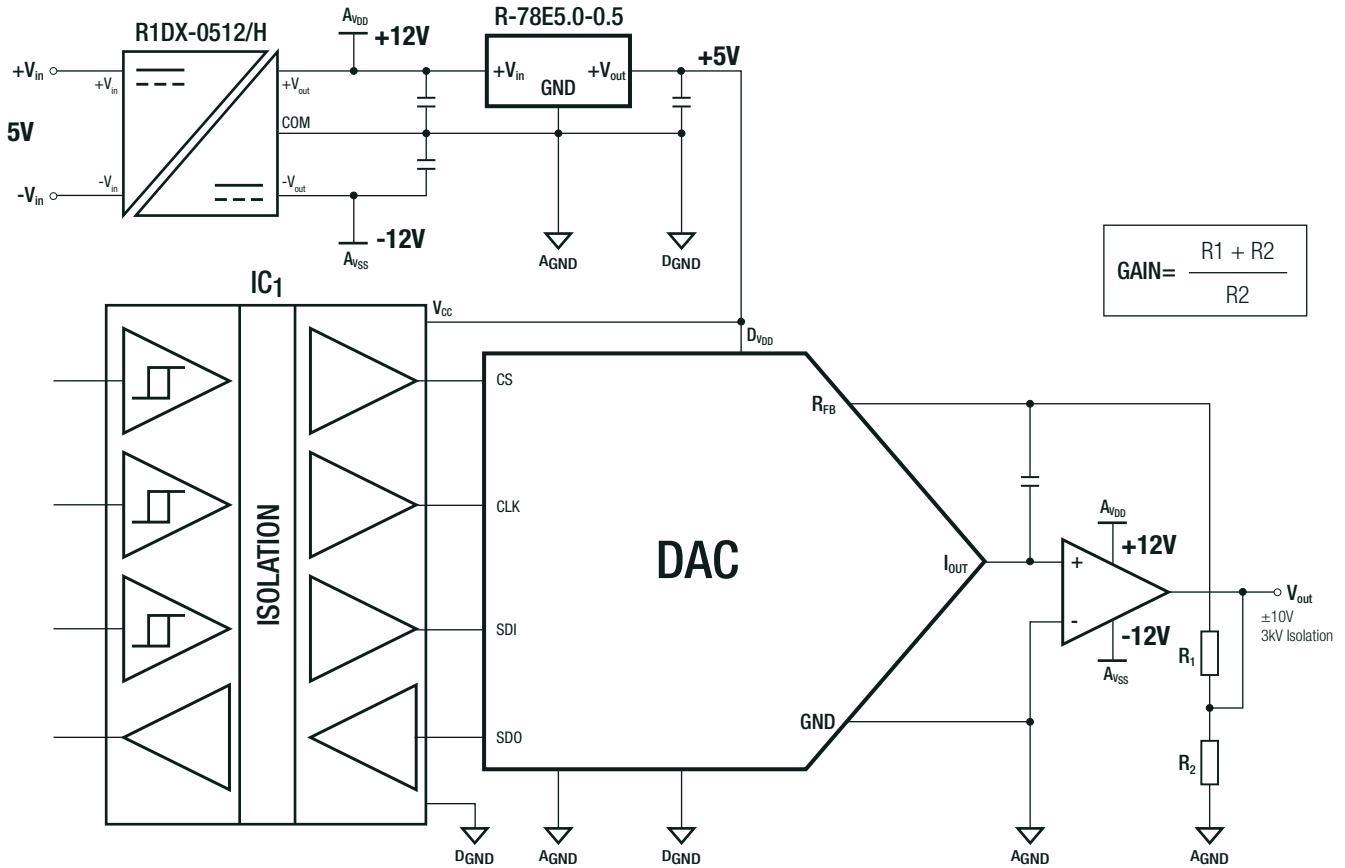 R1DX-0512/H
AVDD
+12V
R-78E5.0-0.5
+5V
+Vin
+Vin
+Vout
+Vin
+Vout
GND
5V
COM
-Vin
-Vin
-Vout
-12V
AVSS
AGND
DGND
GAIN= R1 + R2
R2
IC1
VCC
DVDD
CS
RFB
CLK
ISOLATION
DAC
AVDD
+12V
IOUT
+
-
Vout
±10V
3kV Isolation
-12V
AVSS
SDI
R1
GND
SDO
R2
DGND
AGND
DGND
AGND
AGND